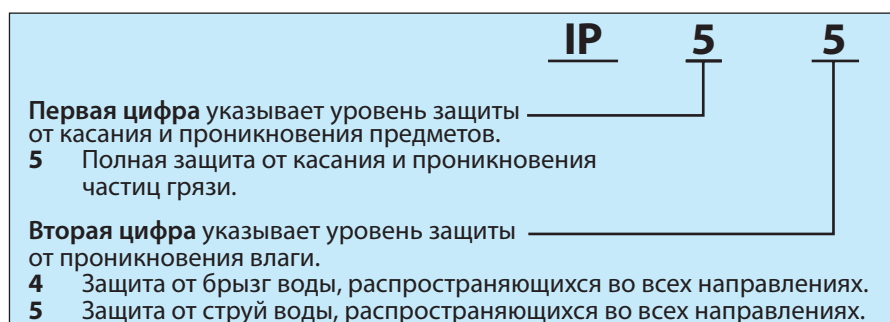 IP 5 5
Первая цифра указывает уровень защиты
от касания и проникновения предметов.
5 Полная защита от касания и проникновения
частиц грязи.
Вторая цифра указывает уровень защиты
от проникновения влаги.
4 Защита от брызг воды, распространяющихся во всех направлениях.
5 Защита от струй воды, распространяющихся во всех направлениях.